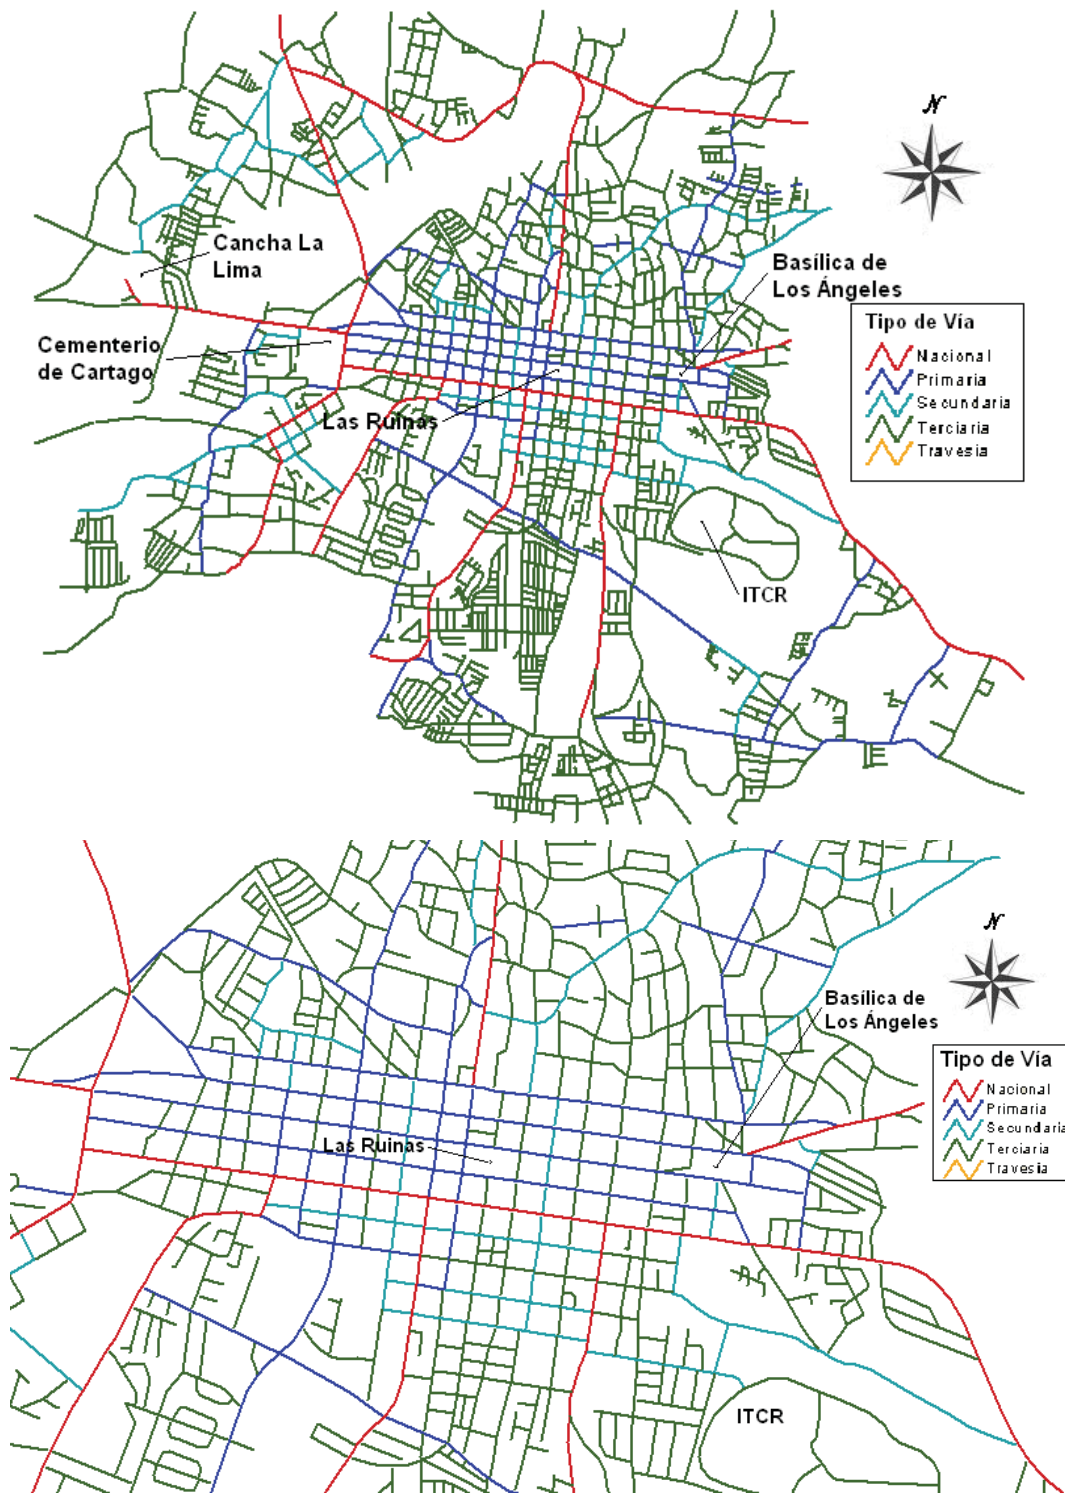 N
Cancha La
Lima
Basílica de
Los Ángeles
Cementerio
de Cartago
Las Ruinas
ITCR
Tipo de Vía
Nacional
Primaria
Secundaria
Terciaria
Travesia
N
Basílica de
Los Ángeles
Las Ruinas
ITCR
Tipo de Vía
Nacional
Primaria
Secundaria
Terciaria
Travesia